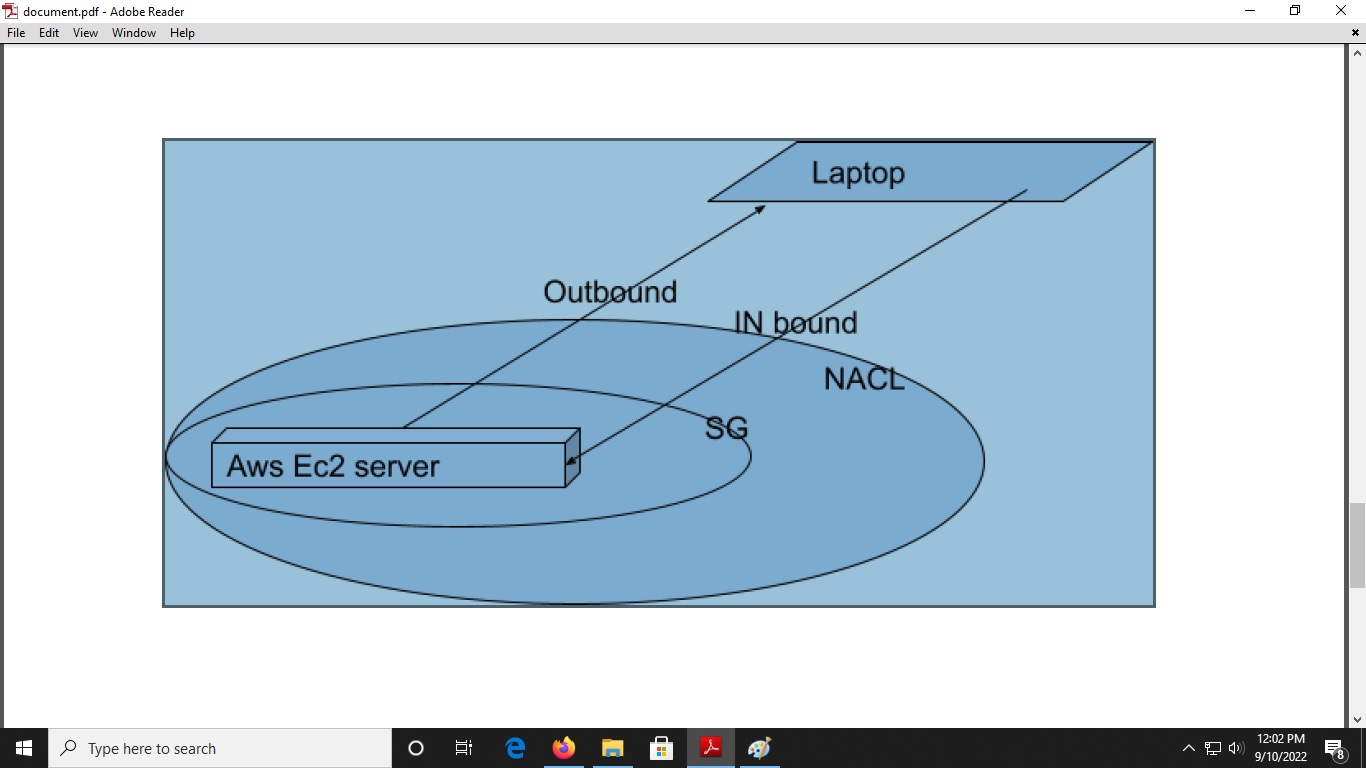 document.pdf - Adobe Reader
File Edit View Window Help
Laptop
Outbound
IN bound
NACL
SG
Aws Ec2 server
Type here to search
12:02 PM
9/10/2022
8